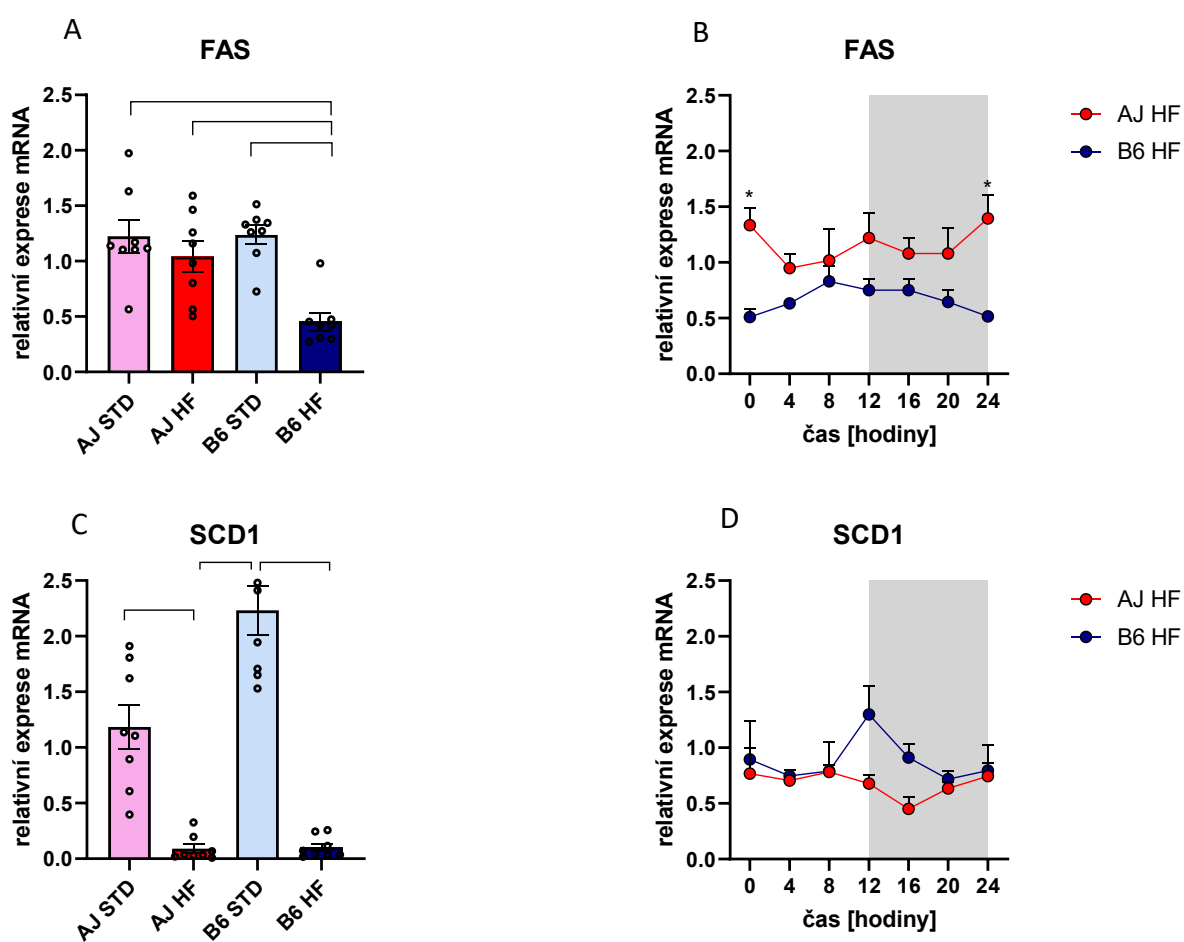 A
FAS
relativní exprese mRNA
2.5
2.0
1.5
1.0
0.5
0.0
AJ STD
AJ HF
B6 STD
B6 HF
B
FAS
relativní exprese mRNA
2.5
2.0
1.5
1.0
0.5
0.0
*
*
0 4 8 12 16 20 24
čas [hodiny]
AJ HF
B6 HF
C
SCD1
relativní exprese mRNA
2.5
2.0
1.5
1.0
0.5
0.0
AJ STD
AJ HF
B6 STD
B6 HF
D
SCD1
relativní exprese mRNA
2.5
2.0
1.5
1.0
0.5
0.0
0 4 8 12 16 20 24
čas [hodiny]
AJ HF
B6 HF